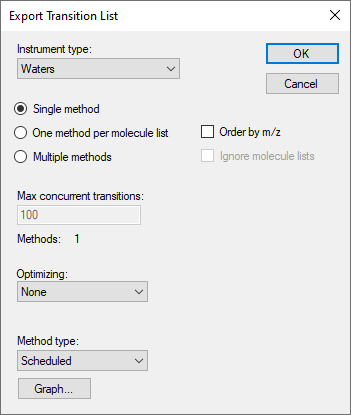 Export Transition List
Instrument type:
Waters
OK
Cancel
Single method
One method per molecule list
Order by m/z
Multiple methods
Ignore molecule lists
Max concurrent transitions:
100
Methods: 1
Optimizing:
None
Method type:
Scheduled
Graph...